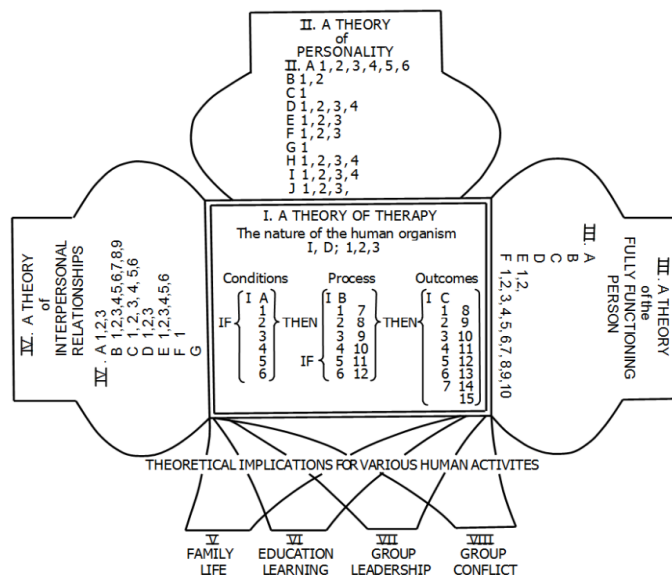 II. A THEORY
of
PERSONALITY
II. A 1,2,3,4,5,6
B 1,2
C 1
D 1,2,3,4
E 1,2,3
F 1,2,3
G 1
H 1,2,3,4
I 1,2,3,4
J 1,2,3,
IV. A THEORY
of
INTERPERSONAL
RELATIONSHIPS
IV. A 1,2,3
B 1,2,3,4,5,6,7,8,9
C 1,2,3,4,5,6
D 1,2,3
E 1,2,3,4,5,6
F 1
G
I. A THEORY OF THERAPY
The nature of the human organism
I, D; 1,2,3
Conditions Process Outcomes
I A I B I C
1 1 7 1 8
IF 2 THEN 2 8 THEN 2 9
3 3 9 3 10
4 4 10 4 11
5 IF 5 11 5 12
6 6 12 6 13
7 14
15
III. A THEORY
of the
FULLY FUNCTIONING
PERSON
III. A
B
C
D
E 1,2,
F 1,2,3,4,5,6,7,8,9,10
THEORETICAL IMPLICATIONS FOR VARIOUS HUMAN ACTIVITES
V VI VII VIII
FAMILY EDUCATION GROUP GROUP
LIFE LEARNING LEADERSHIP CONFLICT